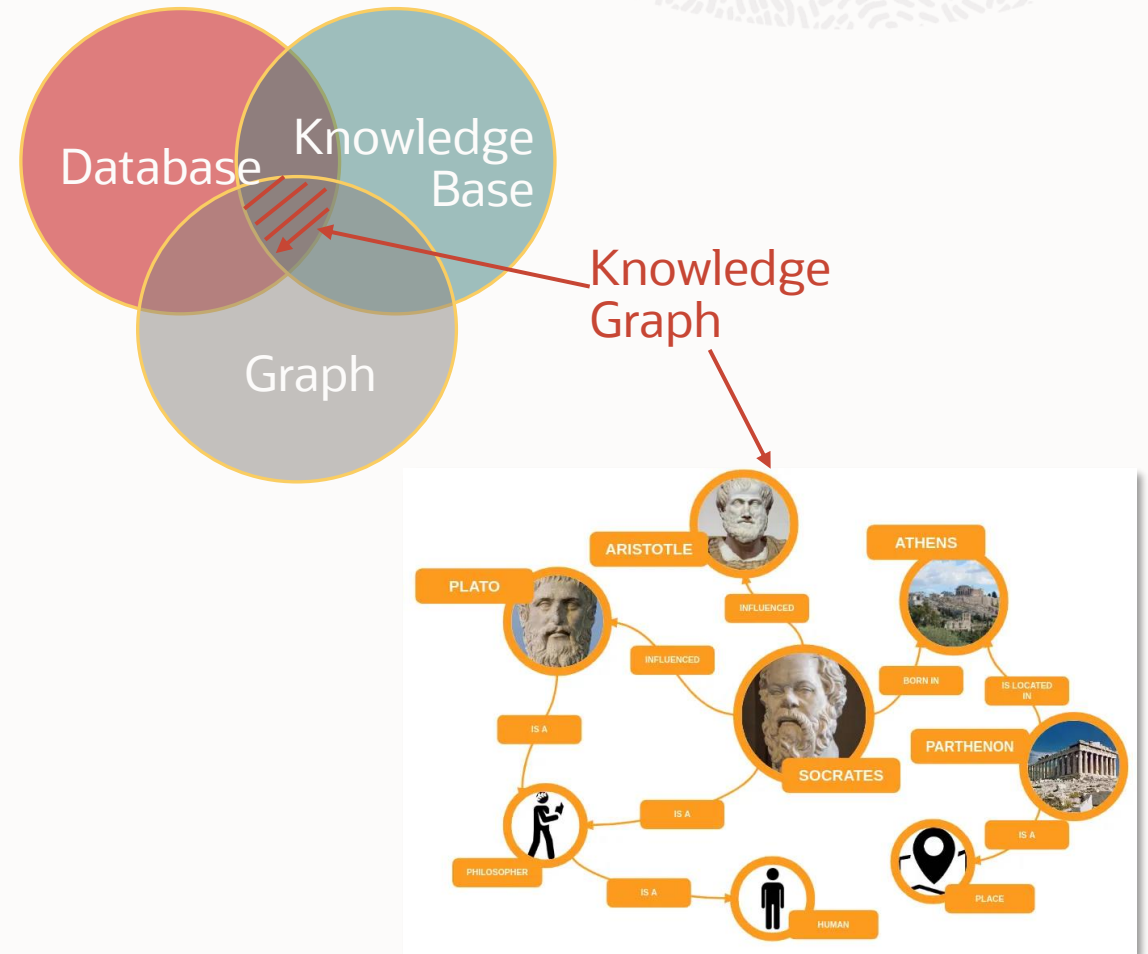 Database
Knowledge
Base
Graph
Knowledge
Graph
ARISTOTLE
ATHENS
PLATO
INFLUENCED
INFLUENCED
BORN IN
IS LOCATED
IN
IS A
PARTHENON
SOCRATES
IS A
IS A
PHILOSOPHER
IS A
PLACE
HUMAN